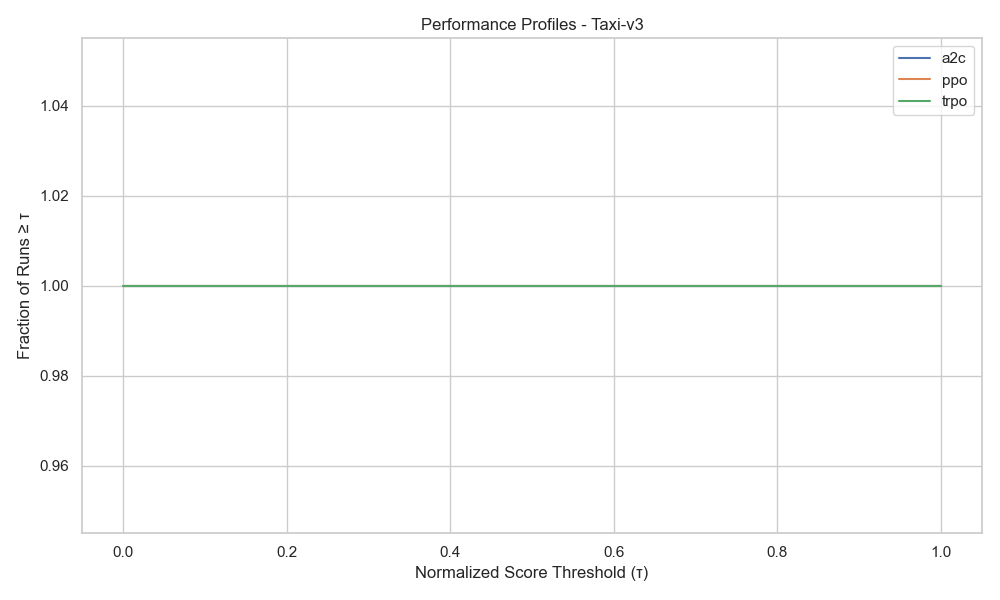 Performance Profiles - Taxi-v3
a2c
ppo
trpo
Fraction of Runs ≥ τ
1.04
1.02
1.00
0.98
0.96
0.0 0.2 0.4 0.6 0.8 1.0
Normalized Score Threshold (τ)